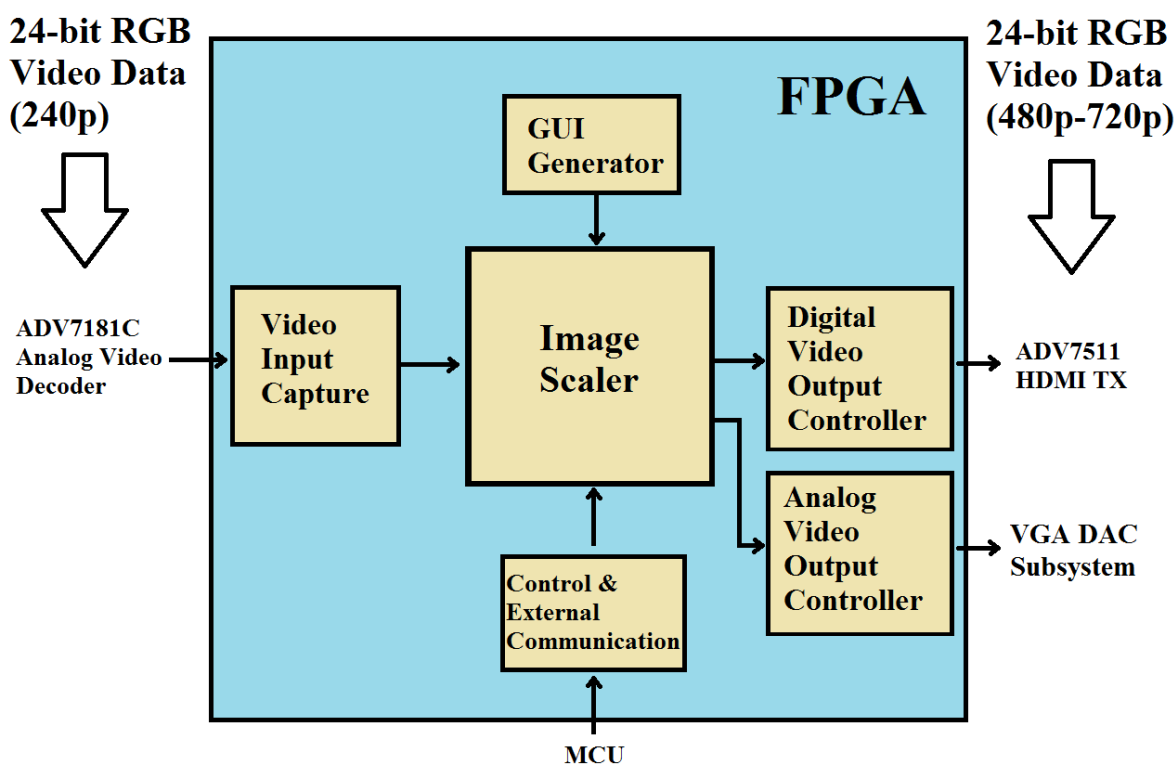 24-bit RGB
Video Data
(240p)
24-bit RGB
Video Data
(480p-720p)
FPGA
GUI
Generator
ADV7181C
Analog Video
Decoder
Video
Input
Capture
Image
Scaler
Digital
Video
Output
Controller
ADV7511
HDMI TX
Analog
Video
Output
Controller
VGA DAC
Subsystem
Control &
External
Communication
MCU